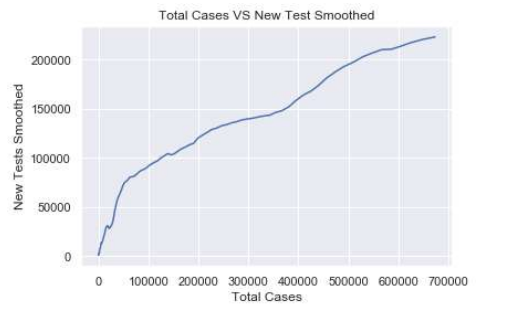 Total Cases VS New Test Smoothed
New Tests Smoothed
200000
150000
100000
50000
0
0 100000 200000 300000 400000 500000 600000 700000
Total Cases